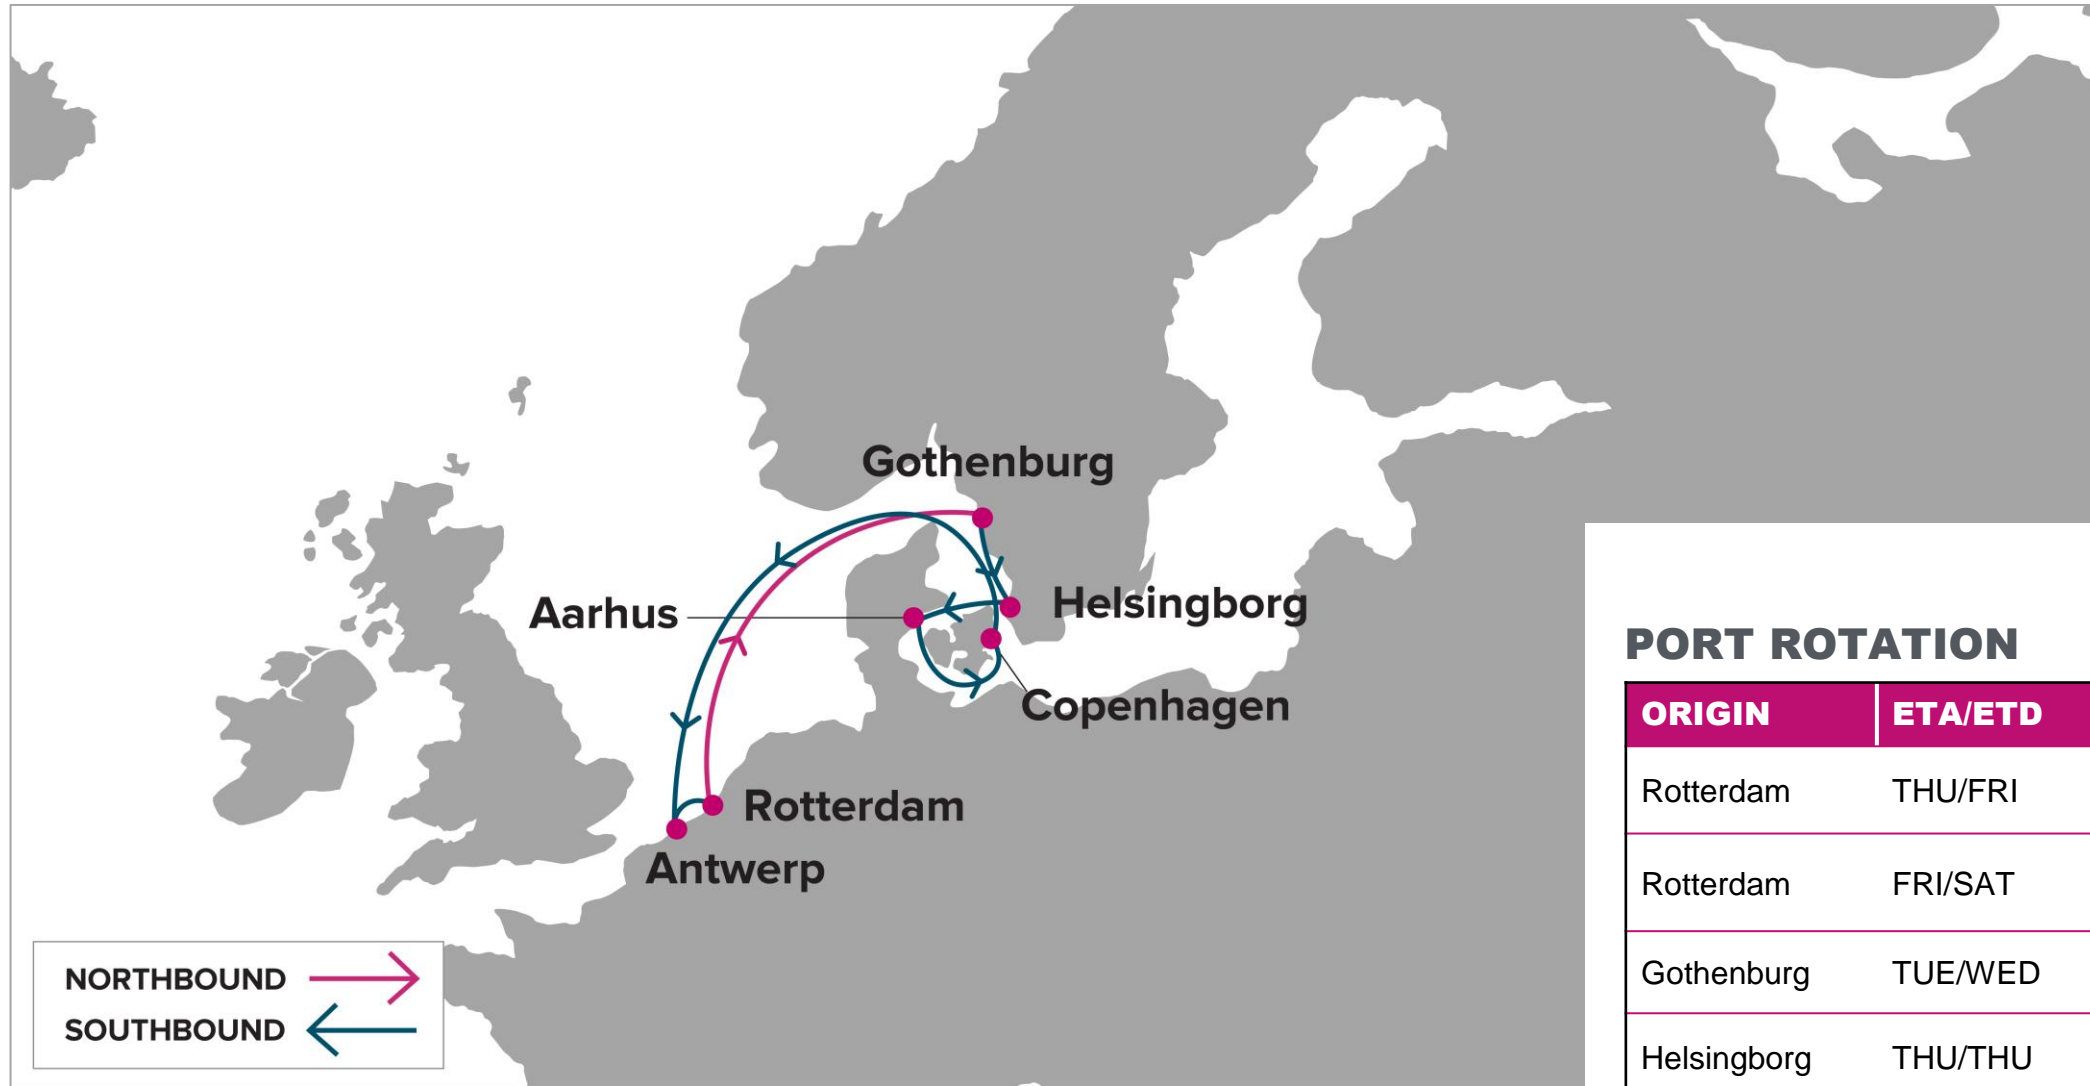 Gothenburg
Aarhus
Helsingborg
Copenhagen
Rotterdam
Antwerp
NORTHBOUND
SOUTHBOUND
PORT ROTATION
ORIGIN ETA/ETD
Rotterdam THU/FRI
Rotterdam FRI/SAT
Gothenburg TUE/WED
Helsingborg THU/THU